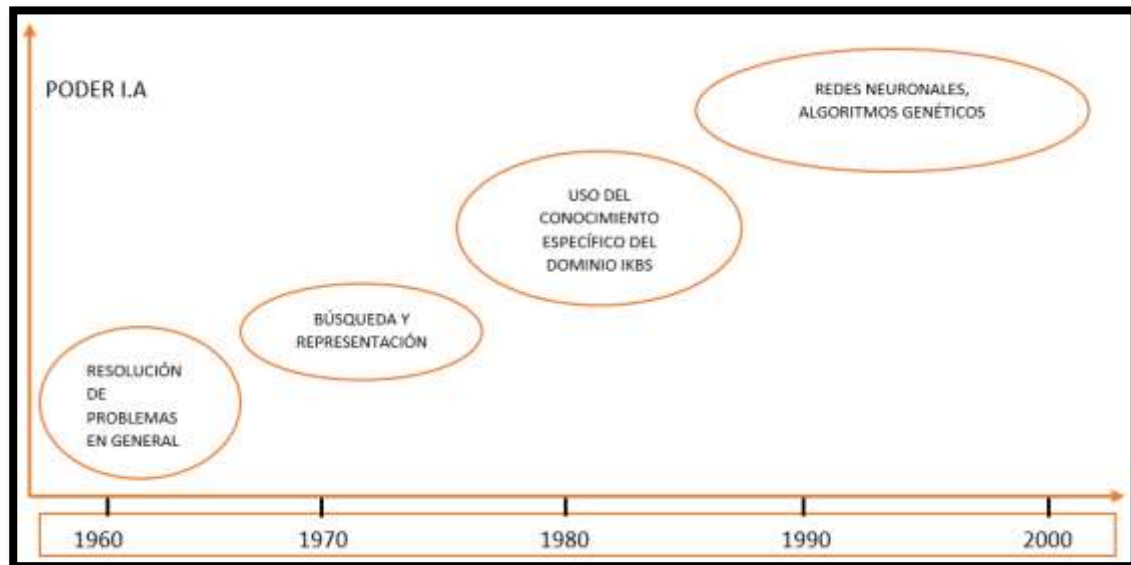 PODER I.A
REDES NEURONALES,
ALGORITMOS GENÉTICOS
USO DEL
CONOCIMIENTO
ESPECÍFICO DEL
DOMINIO IKBS
BÚSQUEDA Y
REPRESENTACIÓN
RESOLUCIÓN
DE
PROBLEMAS
EN GENERAL
1960 1970 1980 1990 2000